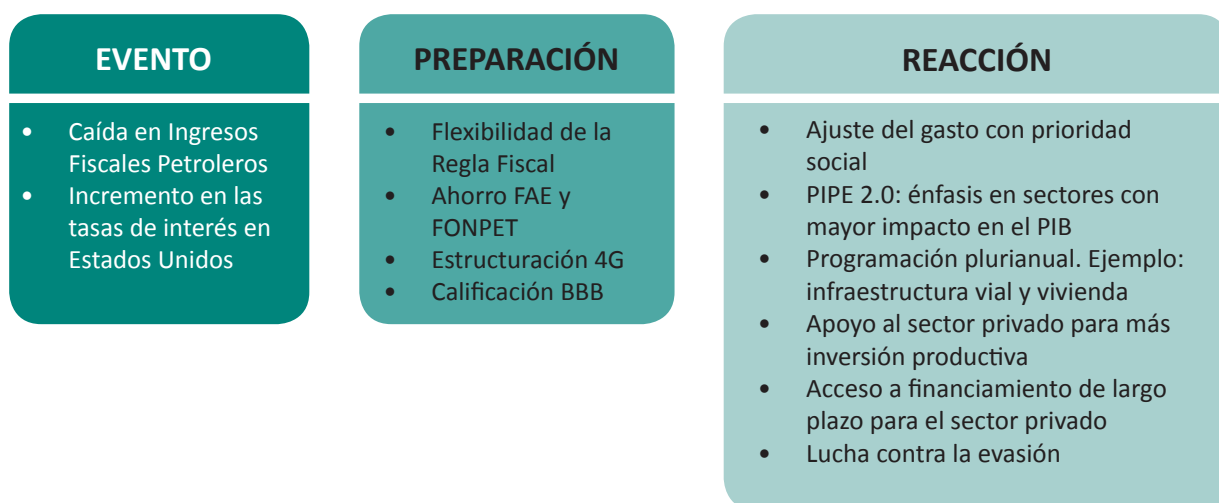 EVENTO
• Caída en Ingresos
Fiscales Petroleros
• Incremento en las
tasas de interés en
Estados Unidos
PREPARACIÓN
• Flexibilidad de la
Regla Fiscal
• Ahorro FAE y
FONPET
• Estructuración 4G
• Calificación BBB
REACCIÓN
• Ajuste del gasto con prioridad
social
• PIPE 2.0: énfasis en sectores con
mayor impacto en el PIB
• Programación plurianual. Ejemplo:
infraestructura vial y vivienda
• Apoyo al sector privado para más
inversión productiva
• Acceso a financiamiento de largo
plazo para el sector privado
• Lucha contra la evasión